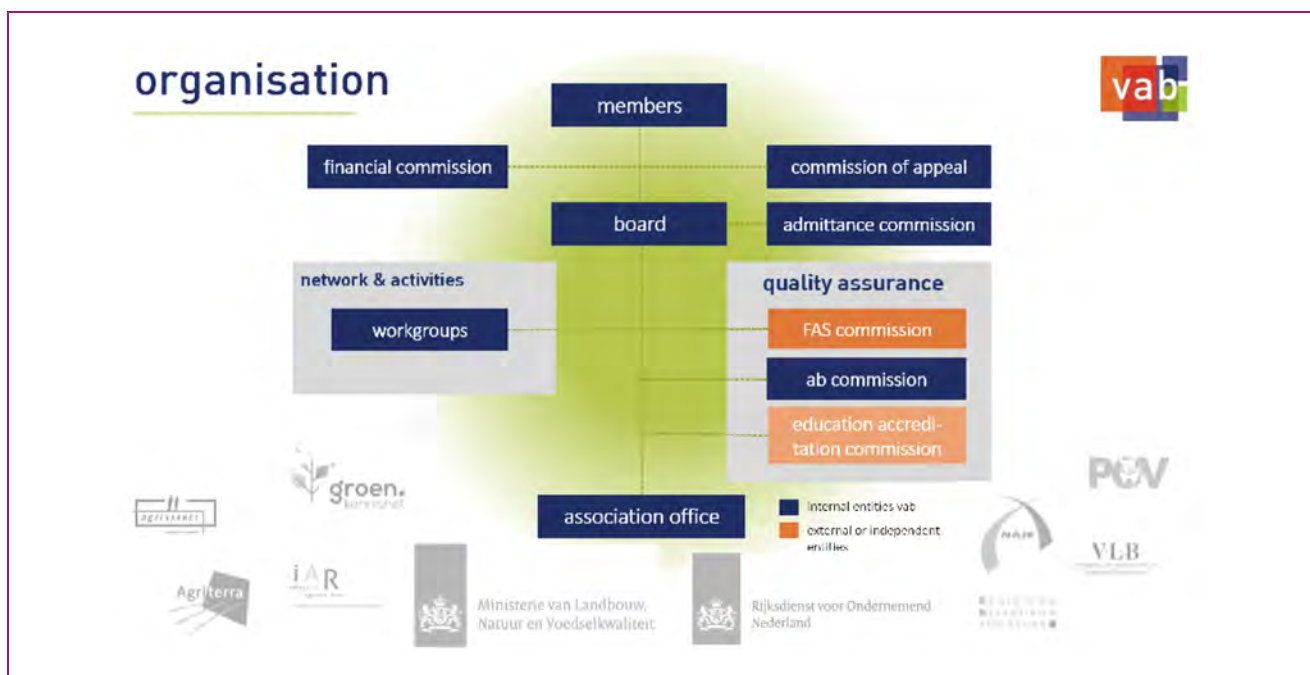 organisation
vab
members
financial commission
commission of appeal
board
admittance commission
network & activities
quality assurance
workgroups
FAS commission
ab commission
education accredi-
tation commission
association office
internal entities vab
external or independent
entities
groen.
kennisnet
Agriterra
iAR
Ministerie van Landbouw,
Natuur en Voedselkwaliteit
Rijksdienst voor Ondernemend
Nederland
POV
VLB